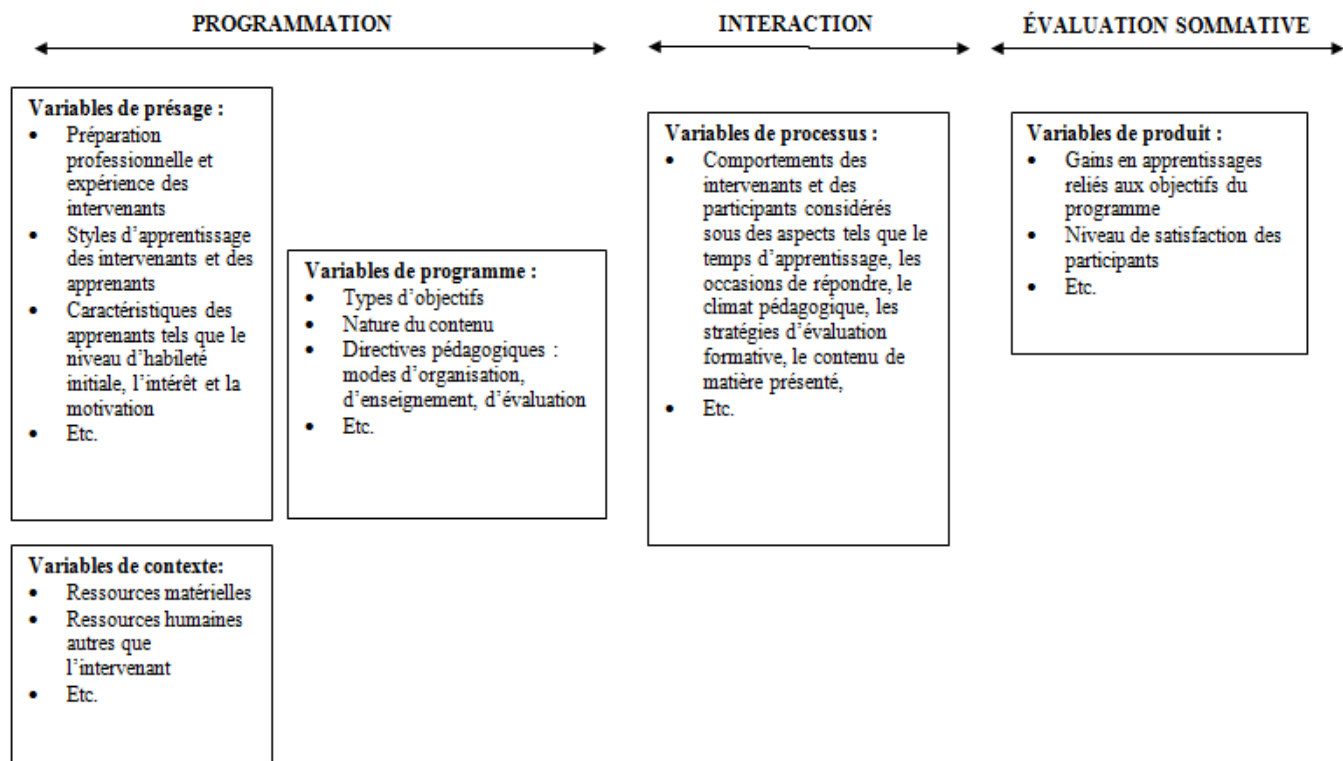 PROGRAMMATION
INTERACTION
ÉVALUATION SOMMATIVE
Variables de présage :
• Préparation
professionnelle et
expérience des
intervenants
• Styles d’apprentissage
des intervenants et des
apprenants
• Caractéristiques des
apprenants tels que le
niveau d’habileté
initiale, l’intérêt et la
motivation
• Etc.
Variables de contexte:
• Ressources matérielles
• Ressources humaines
autres que
l’intervenant
• Etc.
Variables de programme :
• Types d’objectifs
• Nature du contenu
• Directives pédagogiques :
modes d’organisation,
d’enseignement, d’évaluation
• Etc.
Variables de processus :
• Comportements des
intervenants et des
participants considérés
sous des aspects tels que le
temps d’apprentissage, les
occasions de répondre, le
climat pédagogique, les
stratégies d’évaluation
formative, le contenu de
matière présenté,
• Etc.
Variables de produit :
• Gains en apprentissages
reliés aux objectifs du
programme
• Niveau de satisfaction des
participants
• Etc.